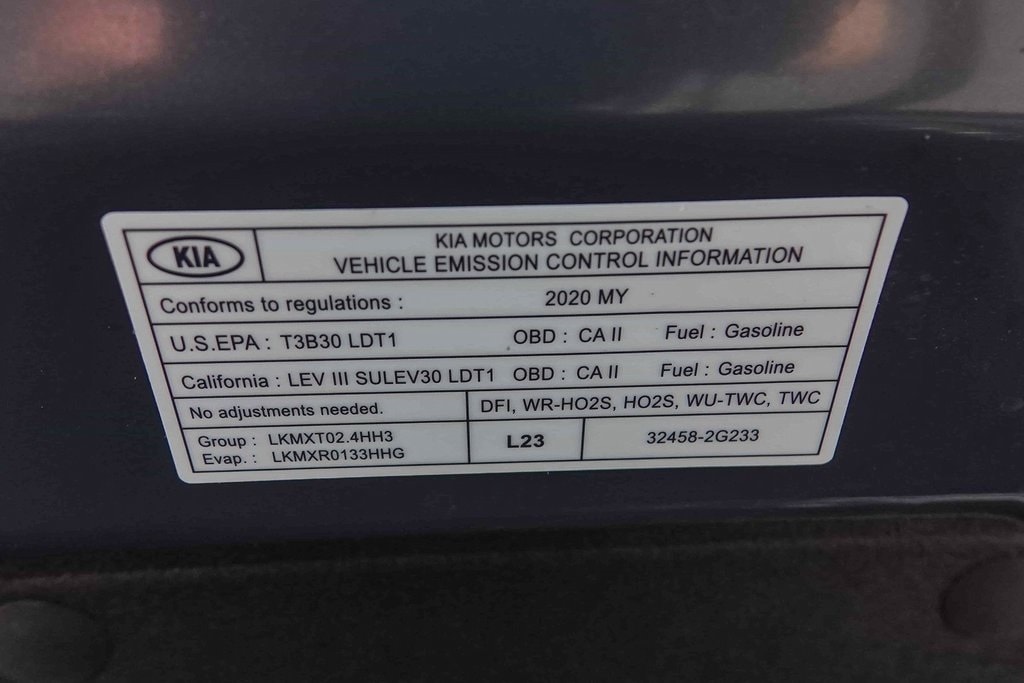 KIA
KIA MOTORS CORPORATION
VEHICLE EMISSION CONTROL INFORMATION
Conforms to regulations : 2020 MY
U.S.EPA : T3B30 LDT1 OBD : CA II Fuel : Gasoline
California : LEV III SULEV30 LDT1 OBD : CA II Fuel : Gasoline
No adjustments needed. DFI, WR-HO2S, HO2S, WU-TWC, TWC
Group : LKMXT02.4HH3
Evap. : LKMXR0133HHG
L23
32458-2G233